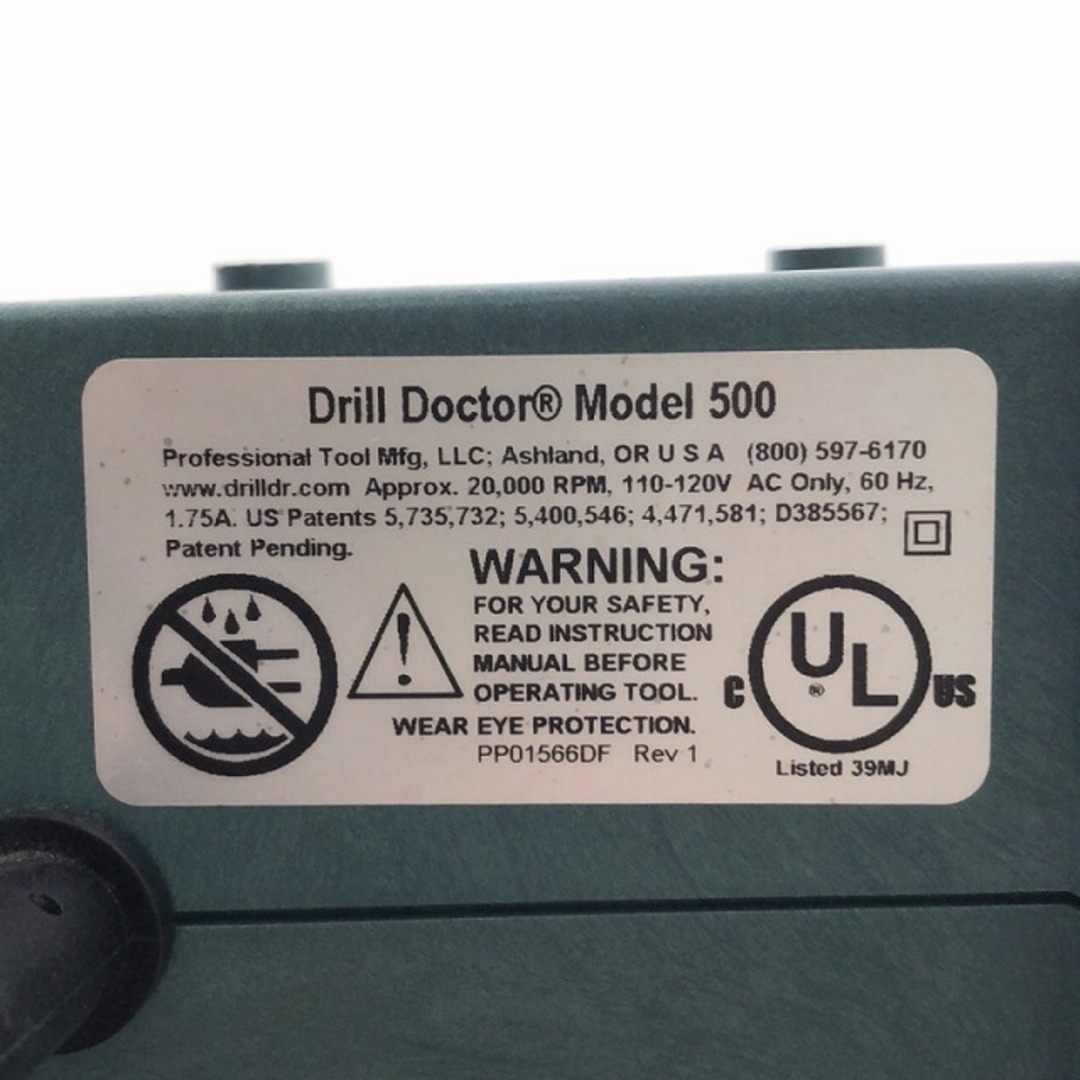 Drill Doctor® Model 500
Professional Tool Mfg, LLC; Ashland, OR U S A (800) 597-6170
www.drilldr.com Approx. 20,000 RPM, 110-120V AC Only, 60 Hz,
1.75A. US Patents 5,735,732; 5,400,546; 4,471,581; D385567;
Patent Pending.
WARNING:
FOR YOUR SAFETY,
READ INSTRUCTION
MANUAL BEFORE
OPERATING TOOL.
WEAR EYE PROTECTION.
PP01566DF Rev 1
C UL® US
Listed 39MJ